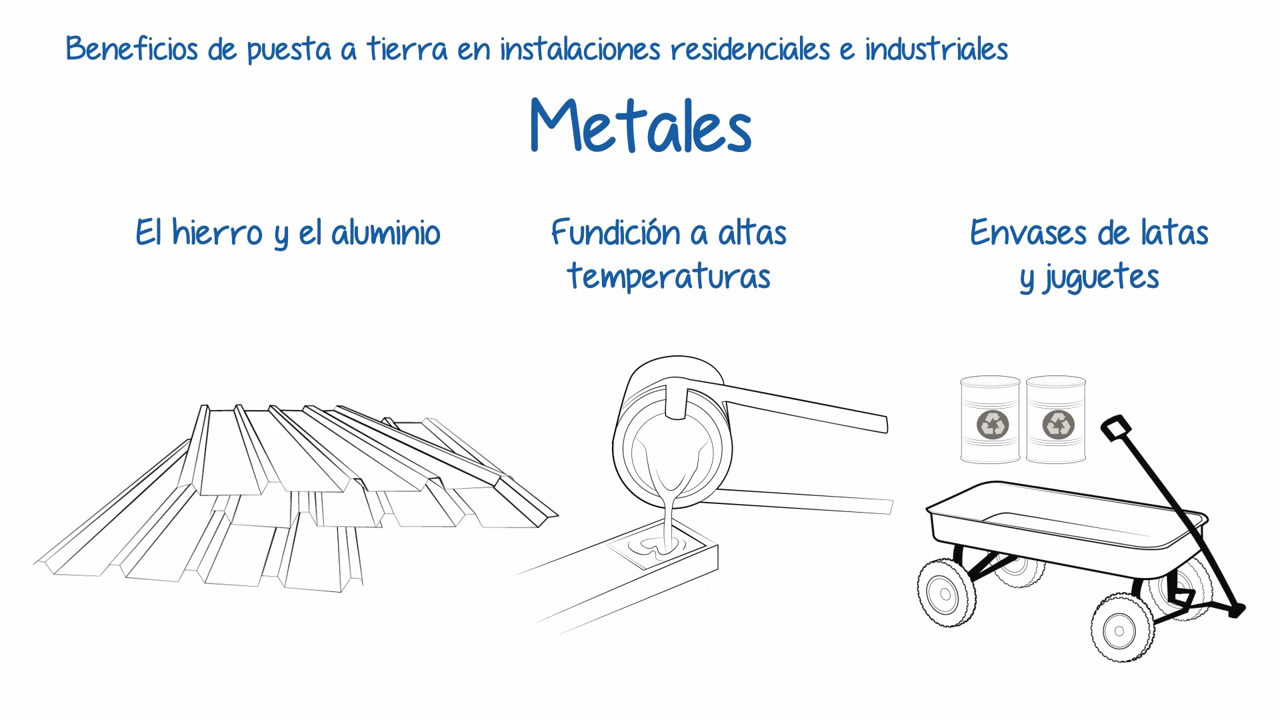 Beneficios de puesta a tierra en instalaciones residenciales e industriales
Metales
El hierro y el aluminio
Fundición a altas
temperaturas
Envases de latas
y juguetes